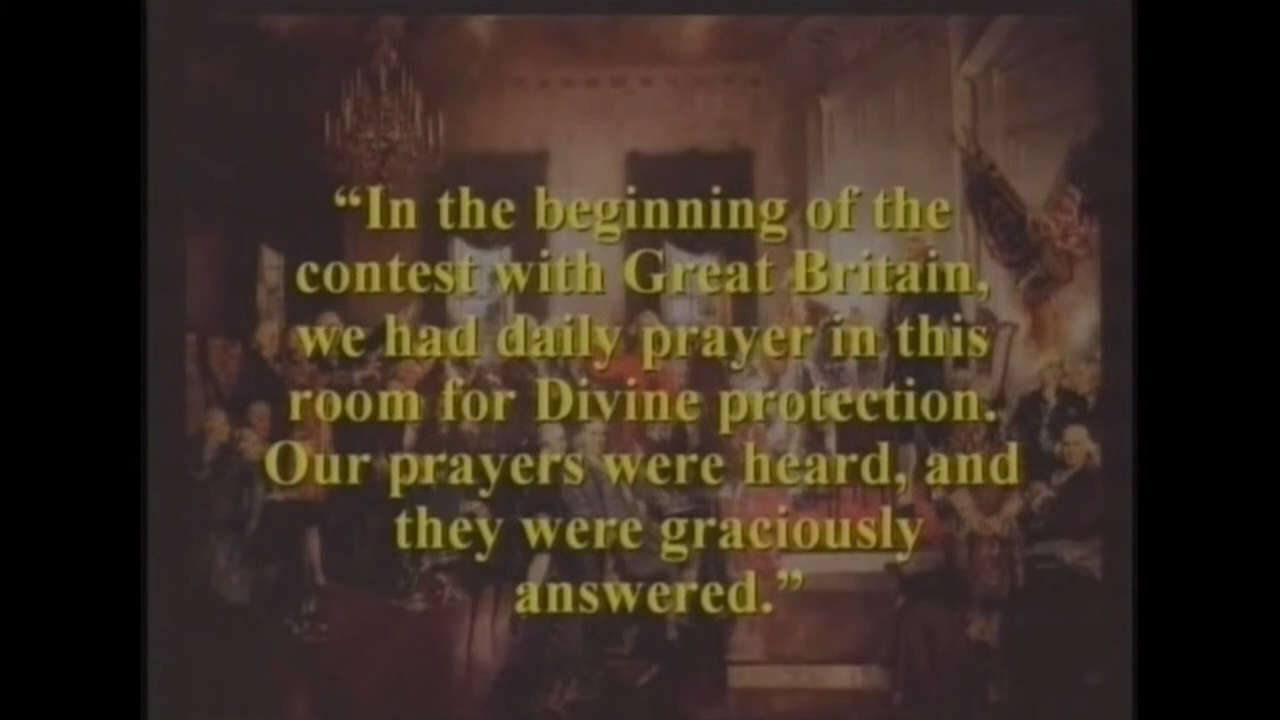 “In the beginning of the
contest with Great Britain,
we had daily prayer in this
room for Divine protection.
Our prayers were heard, and
they were graciously
answered.”